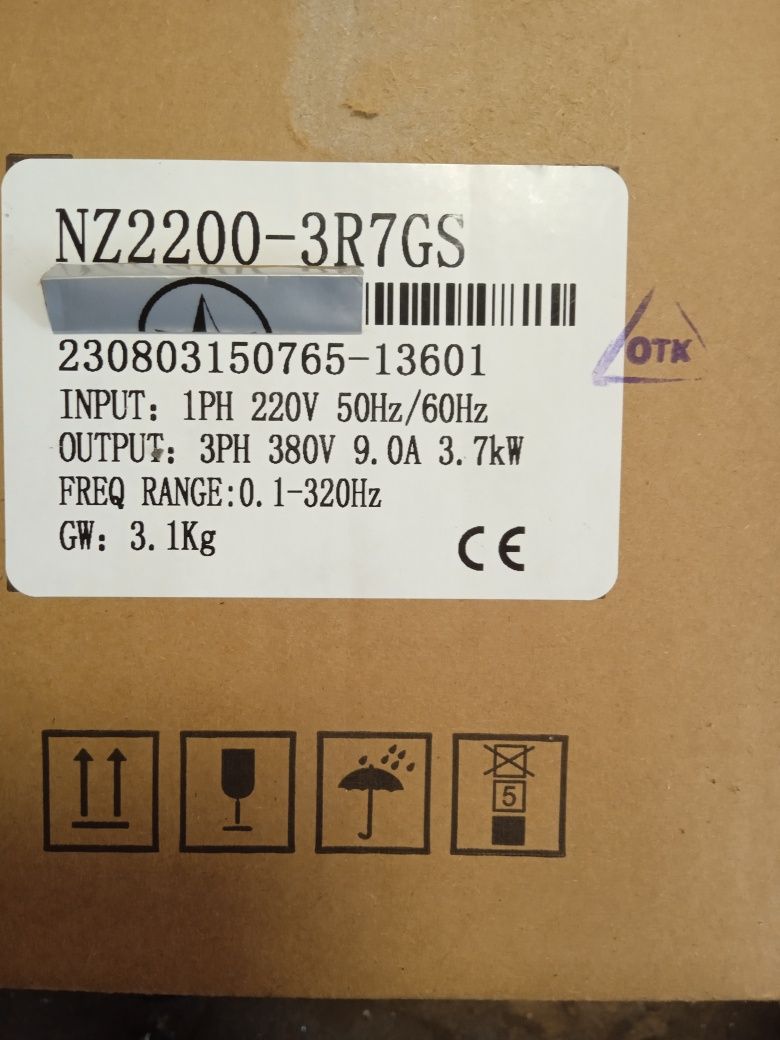 NZ2200-3R7GS
230803150765-13601
INPUT: 1PH 220V 50Hz/60Hz
OUTPUT: 3PH 380V 9.0A 3.7kW
FREQ RANGE:0.1-320Hz
GW: 3.1Kg
CE
ОТК
5